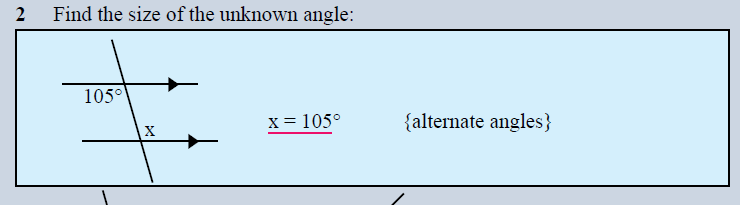 2 Find the size of the unknown angle:
105°
x
x = 105° {alternate angles}